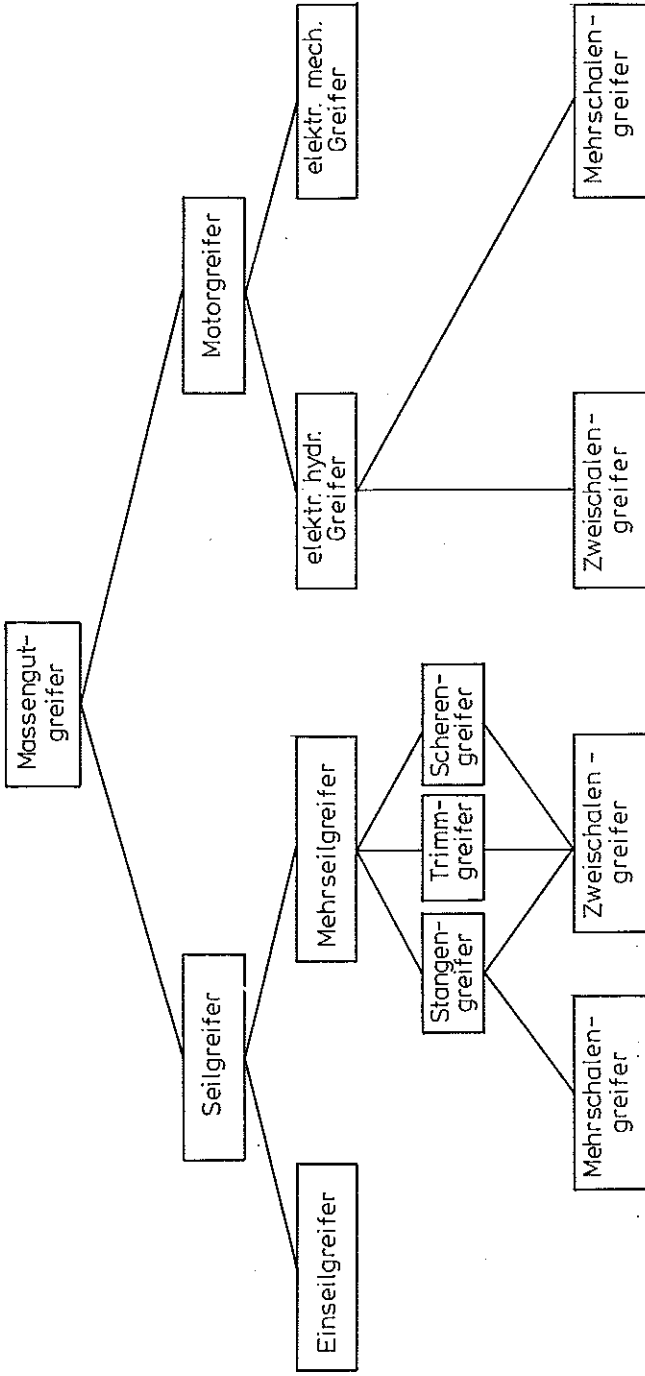 Massengut-
greifer
Seilgreifer
Motorgreifer
Einseilgreifer
Mehrseilgreifer
elektr. hydr.
Greifer
elektr. mech.
Greifer
Stangen-
greifer
Trimm-
greifer
Scheren-
greifer
Mehrschalen-
greifer
Zweischalen-
greifer
Zweischalen-
greifer
Mehrschalen-
greifer